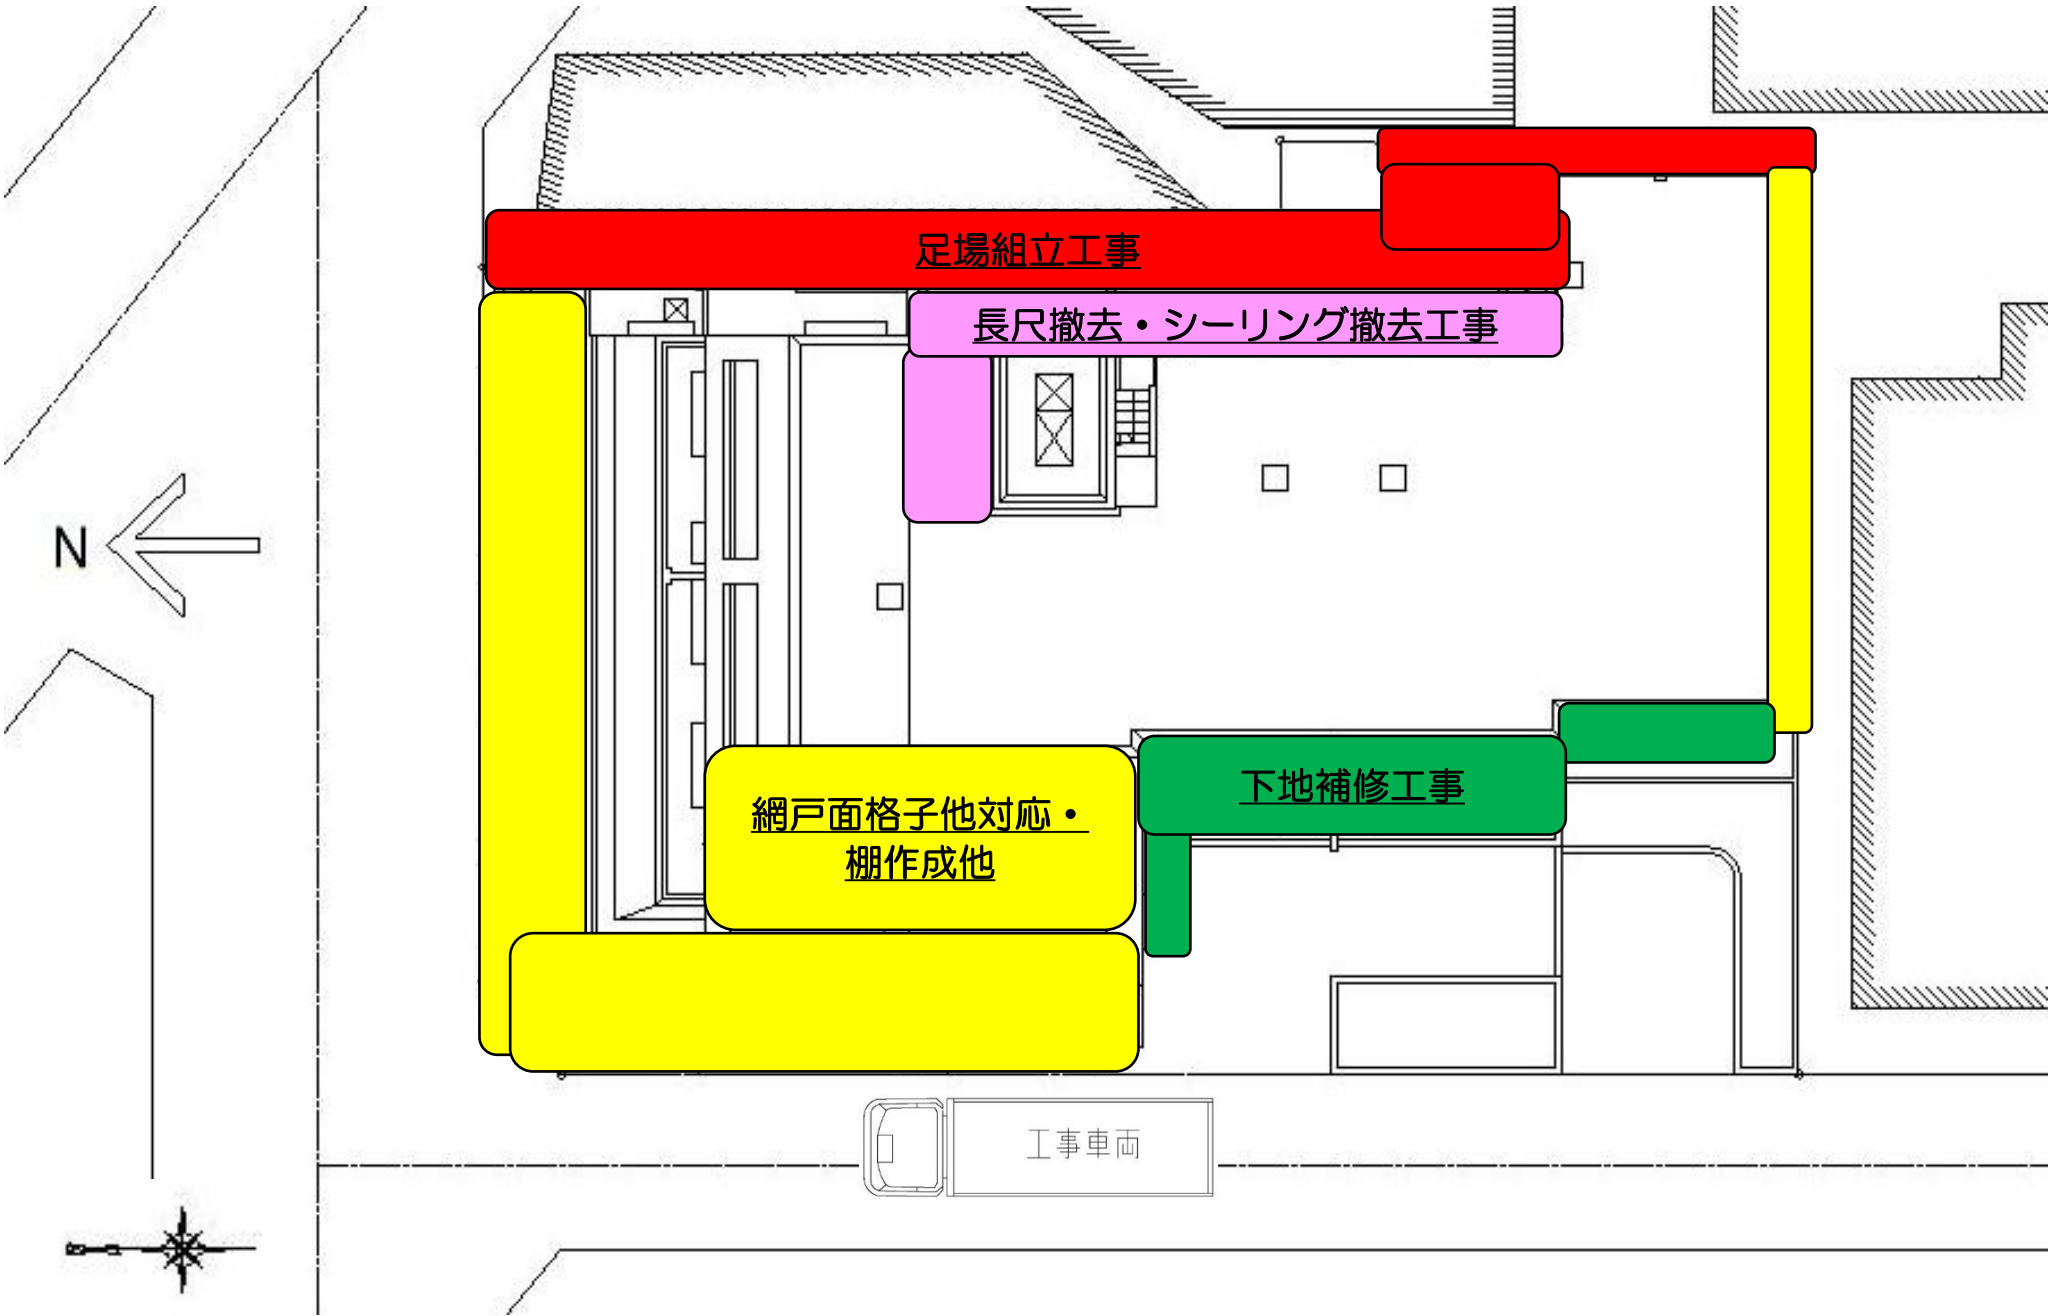 足場組立工事
長尺撤去・シーリング撤去工事
N
下地補修工事
網戸面格子他対応・
棚作成他
工事車両